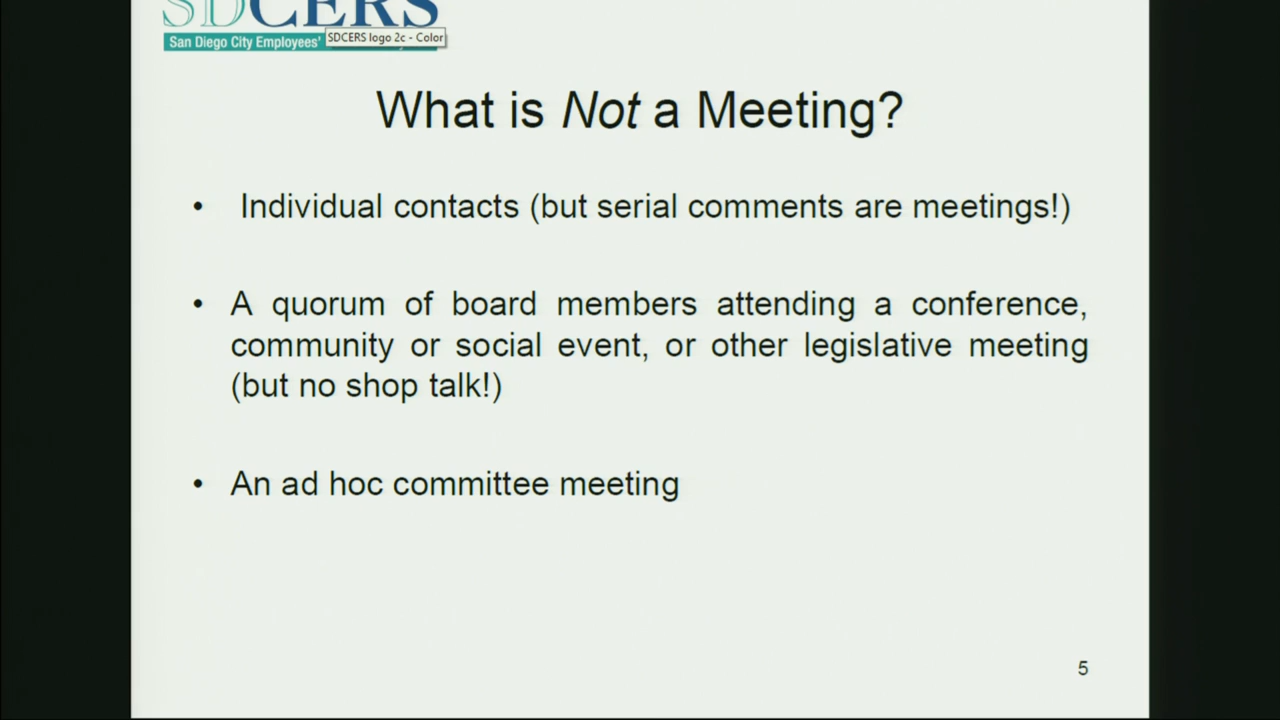 SDCERS
San Diego City Employees'
SDCERS logo 2c - Color
What is Not a Meeting?
• Individual contacts (but serial comments are meetings!)
• A quorum of board members attending a conference,
community or social event, or other legislative meeting
(but no shop talk!)
• An ad hoc committee meeting
5